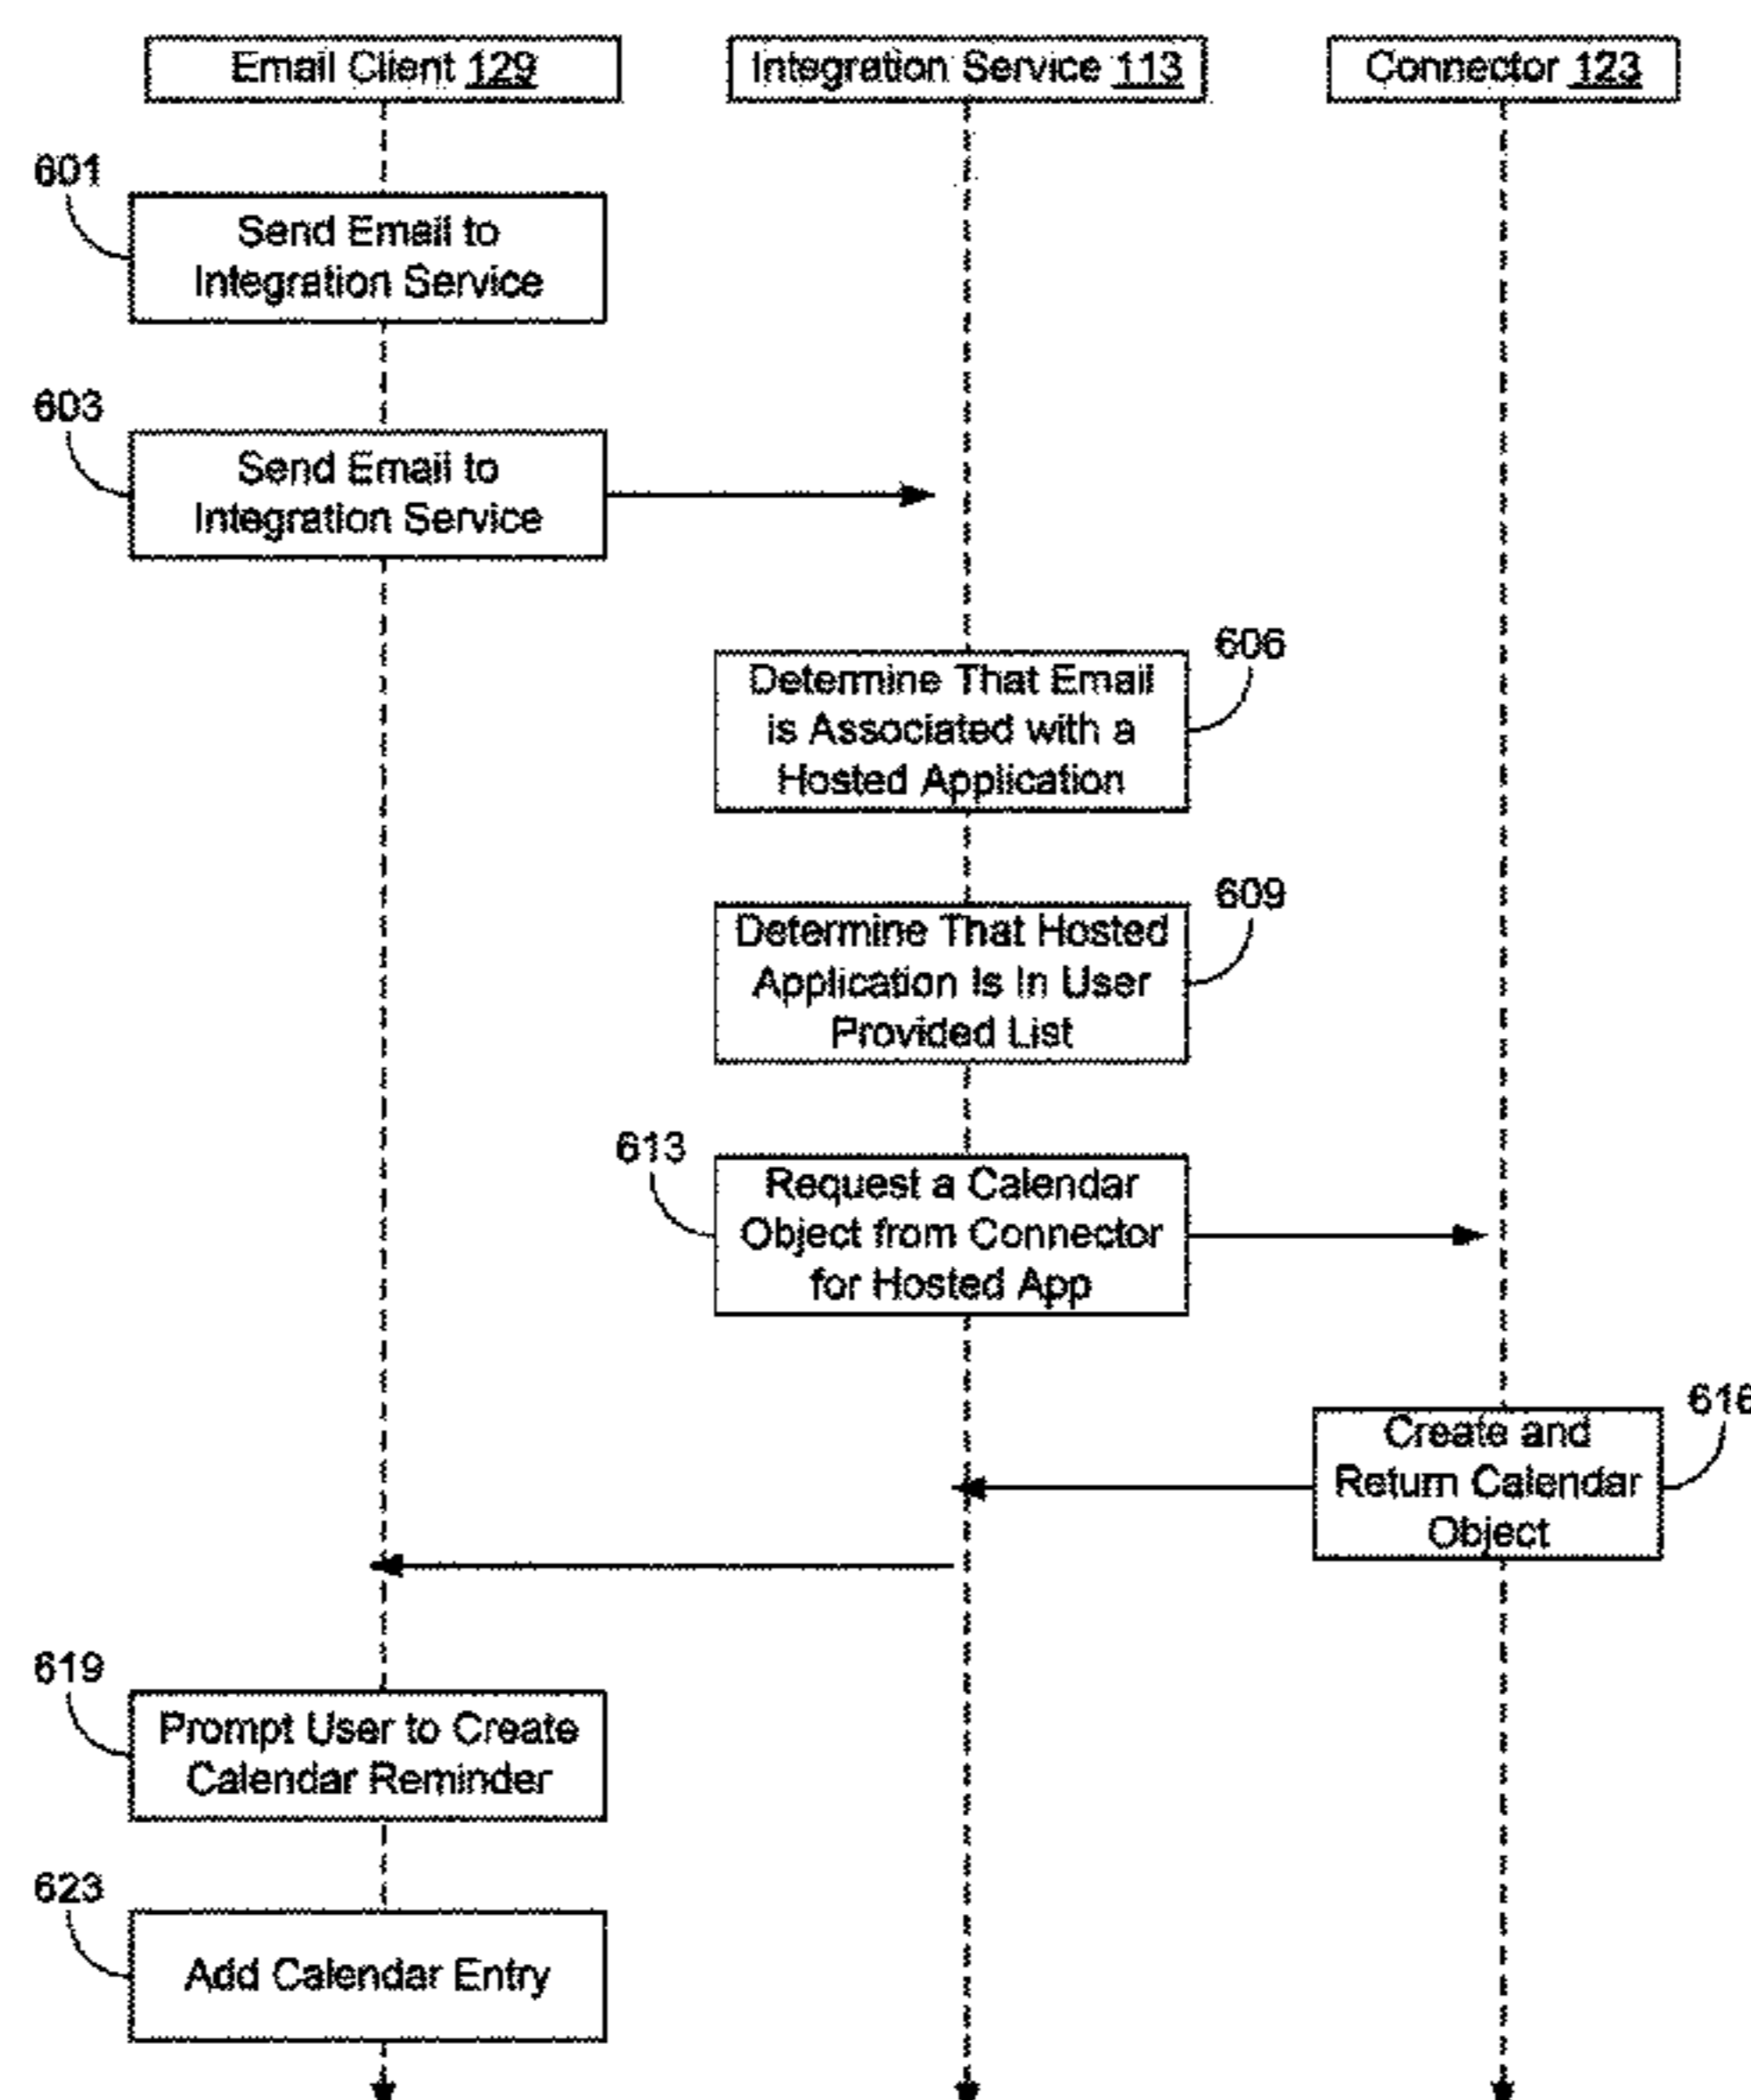 Email Client 129
Integration Service 113
Connector 123
601
Send Email to
Integration Service
603
Send Email to
Integration Service
606
Determine That Email
is Associated with a
Hosted Application
609
Determine That Hosted
Application Is In User
Provided List
613
Request a Calendar
Object from Connector
for Hosted App
616
Create and
Return Calendar
Object
619
Prompt User to Create
Calendar Reminder
623
Add Calendar Entry